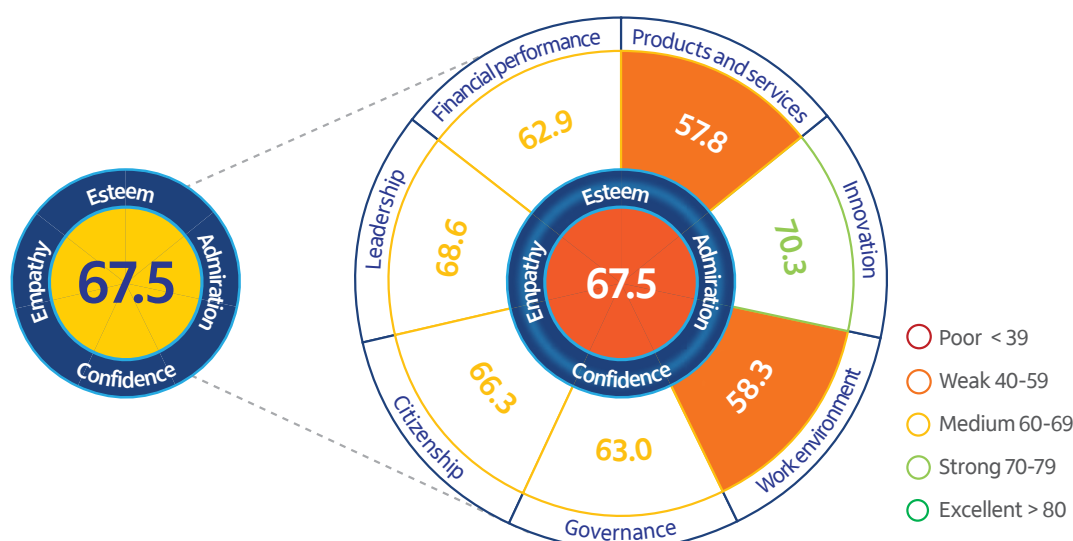 Esteem
Admiration
Confidence
Empathy
67.5
Financial performance
62.9
Products and services
57.8
Innovation
70.3
Work environment
58.3
Governance
63.0
Citizenship
66.3
Leadership
68.6
Esteem
Admiration
Confidence
Empathy
67.5
Poor < 39
Weak 40-59
Medium 60-69
Strong 70-79
Excellent > 80